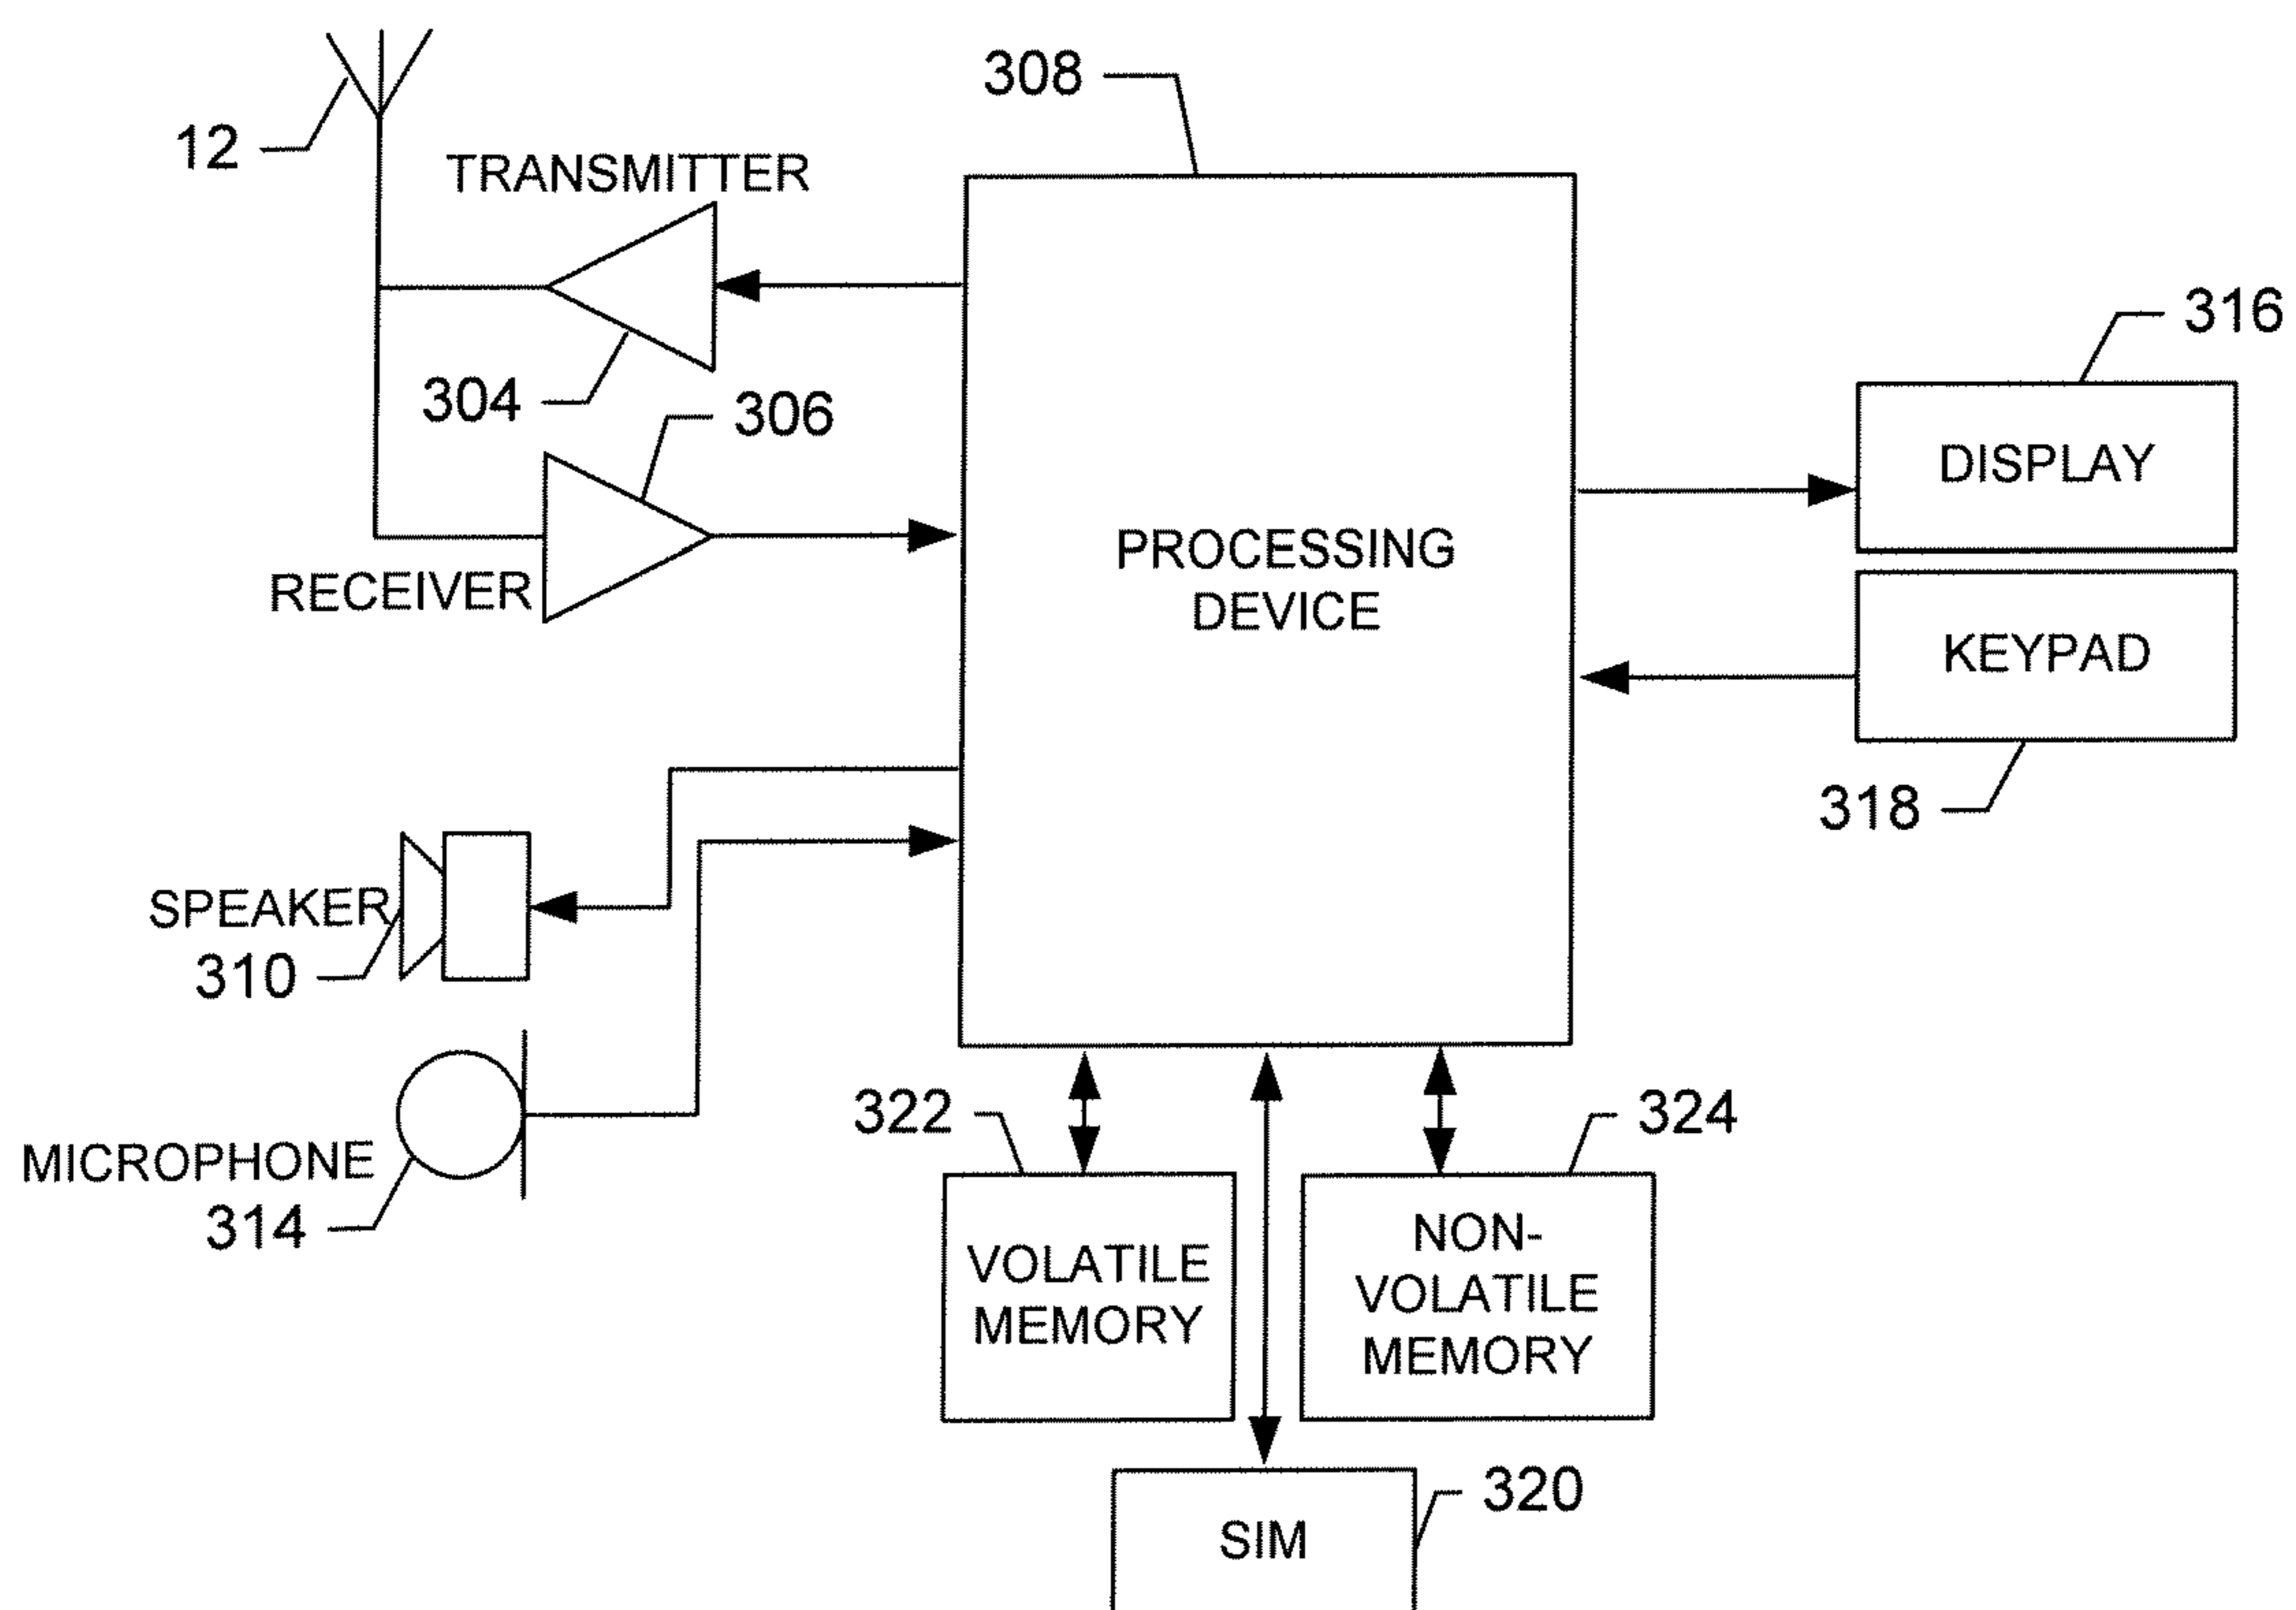 308
12
TRANSMITTER
316
304
306
DISPLAY
PROCESSING
DEVICE
RECEIVER
KEYPAD
318
SPEAKER
310
322
324
MICROPHONE
314
NON-
VOLATILE
MEMORY
VOLATILE
MEMORY
320
SIM